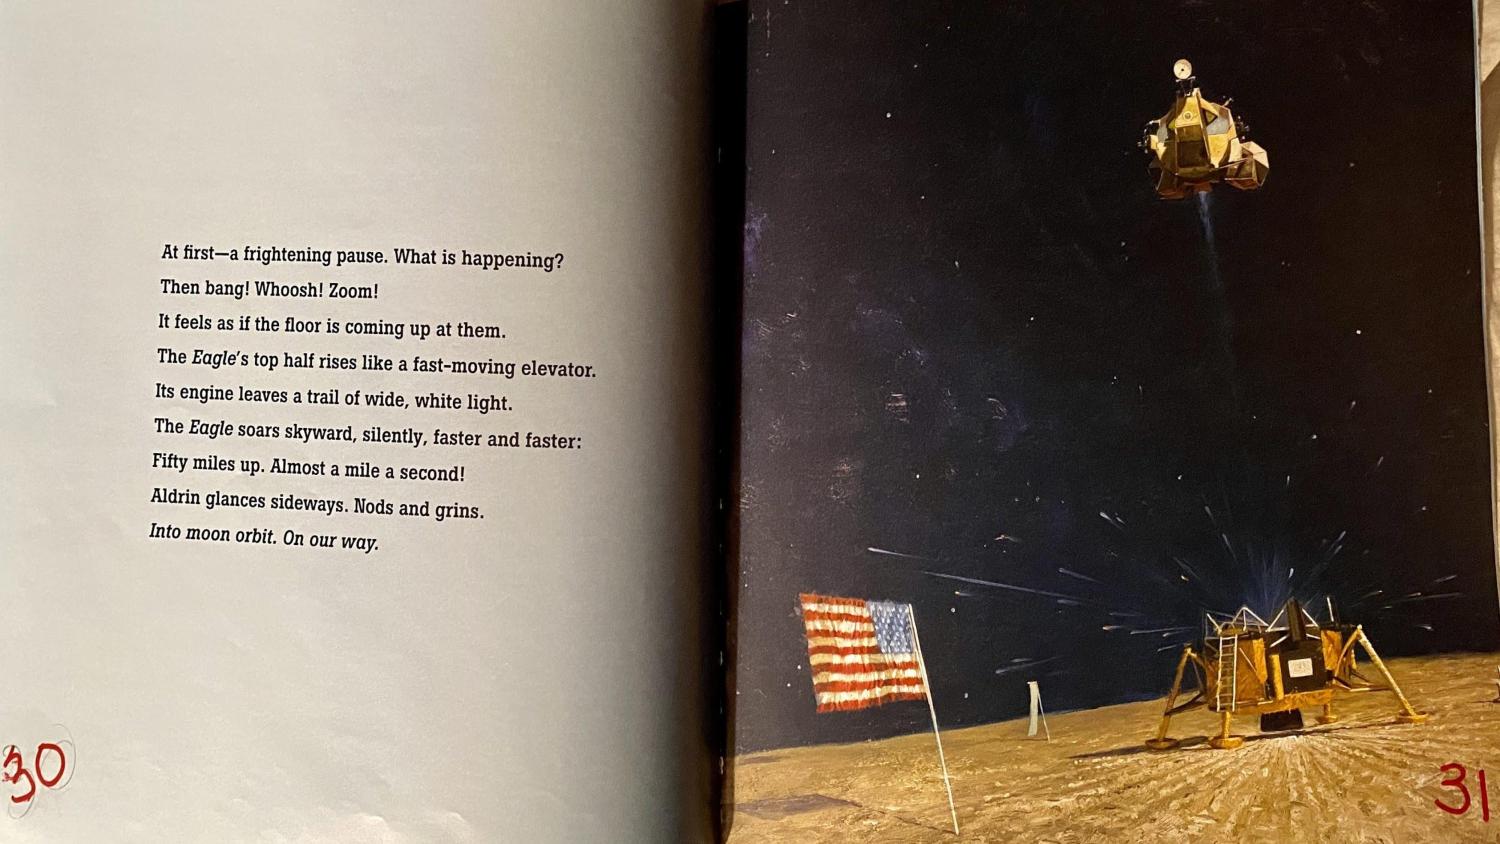 At first—a frightening pause. What is happening?
Then bang! Whoosh! Zoom!
It feels as if the floor is coming up at them.
The Eagle's top half rises like a fast-moving elevator.
Its engine leaves a trail of wide, white light.
The Eagle soars skyward, silently, faster and faster:
Fifty miles up. Almost a mile a second!
Aldrin glances sideways. Nods and grins.
Into moon orbit. On our way.
30
31